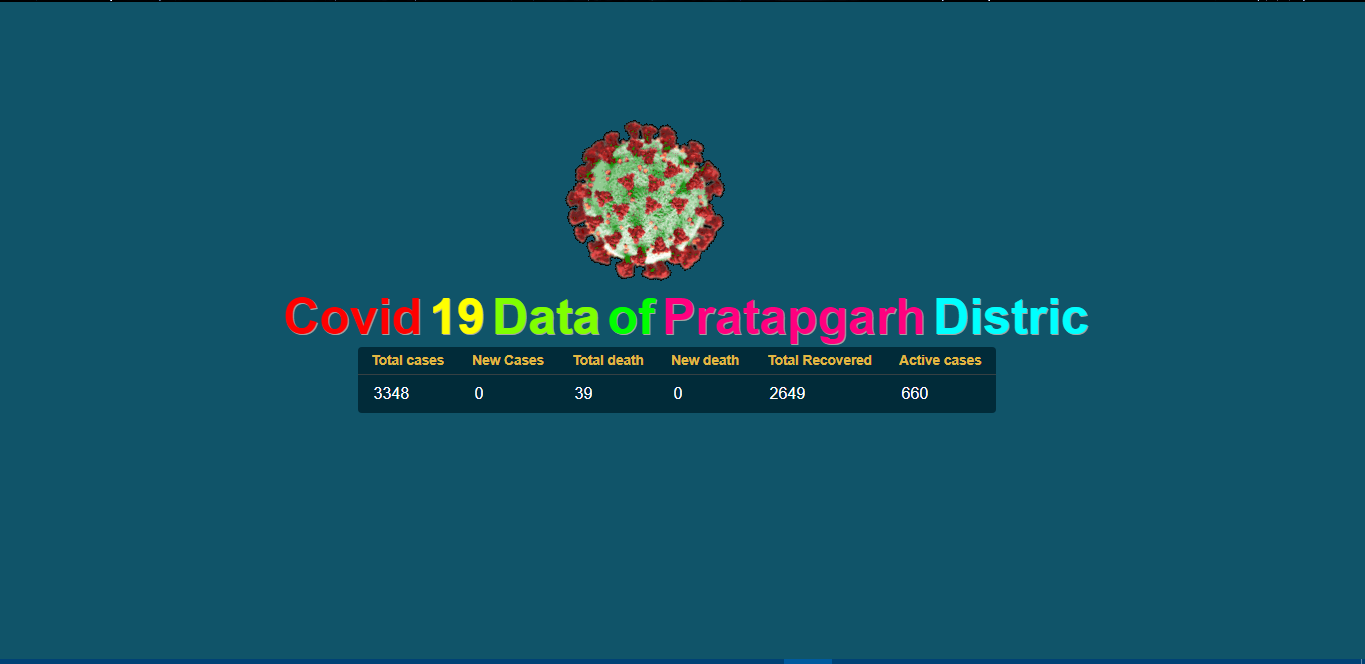 Covid 19 Data of Pratapgarh Distric
Total cases New Cases Total death New death Total Recovered Active cases
3348 0 39 0 2649 660